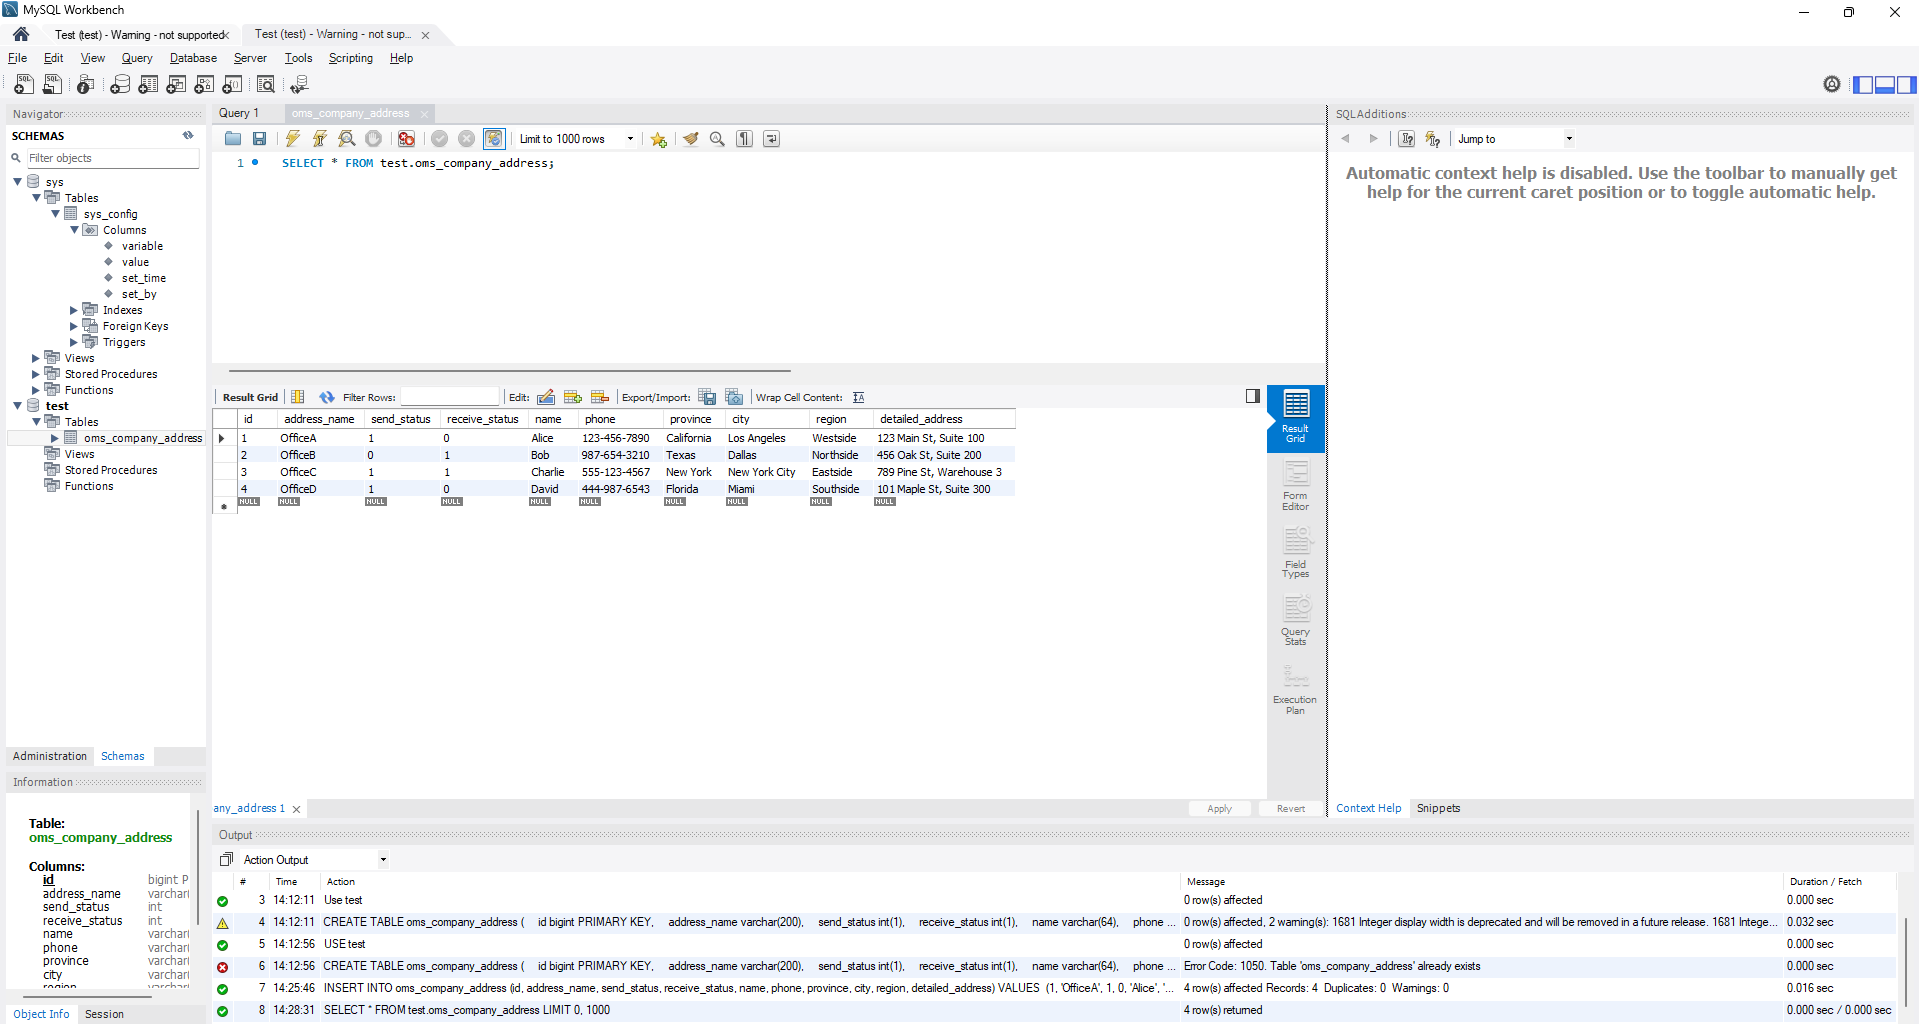 MySQL Workbench
Test (test) - Warning - not supported
Test (test) - Warning - not sup...
File Edit View Query Database Server Tools Scripting Help
Navigator
SCHEMAS
Filter objects
sys
Tables
sys_config
Columns
variable
value
set_time
set_by
Indexes
Foreign Keys
Triggers
Views
Stored Procedures
Functions
test
Tables
oms_company_address
Views
Stored Procedures
Functions
Administration Schemas
Information
Table:
oms_company_address
Columns:
id bigint P
address_name varchar(
send_status int
receive_status int
name varchar(
phone varchar(
province varchar(
city varchar(
region varchar(
Object Info Session
Query 1 oms_company_address
Limit to 1000 rows
1 SELECT * FROM test.oms_company_address;
Result Grid Filter Rows: Edit: Export/Import: Wrap Cell Content: IA
id address_name send_status receive_status name phone province city region detailed_address
1 OfficeA 1 0 Alice 123-456-7890 California Los Angeles Westside 123 Main St, Suite 100
2 OfficeB 0 1 Bob 987-654-3210 Texas Dallas Northside 456 Oak St, Suite 200
3 OfficeC 1 1 Charlie 555-123-4567 New York New York City Eastside 789 Pine St, Warehouse 3
4 OfficeD 1 0 David 444-987-6543 Florida Miami Southside 101 Maple St, Suite 300
NULL NULL NULL NULL NULL NULL NULL NULL NULL NULL
Result
Grid
Form
Editor
Field
Types
Query
Stats
Execution
Plan
any_address 1
Apply Revert
SQLAdditions
Jump to
Automatic context help is disabled. Use the toolbar to manually get
help for the current caret position or to toggle automatic help.
Context Help Snippets
Output
Action Output
# Time Action Message Duration / Fetch
3 14:12:11 Use test 0 row(s) affected 0.000 sec
4 14:12:11 CREATE TABLE oms_company_address ( id bigint PRIMARY KEY, address_name varchar(200), send_status int(1), receive_status int(1), name varchar(64), phone ... 0 row(s) affected, 2 warning(s): 1681 Integer display width is deprecated and will be removed in a future release. 1681 Intege... 0.032 sec
5 14:12:56 USE test 0 row(s) affected 0.000 sec
6 14:12:56 CREATE TABLE oms_company_address ( id bigint PRIMARY KEY, address_name varchar(200), send_status int(1), receive_status int(1), name varchar(64), phone ... Error Code: 1050. Table 'oms_company_address' already exists 0.000 sec
7 14:25:46 INSERT INTO oms_company_address (id, address_name, send_status, receive_status, name, phone, province, city, region, detailed_address) VALUES (1, 'OfficeA', 1, 0, 'Alice', '... 4 row(s) affected Records: 4 Duplicates: 0 Warnings: 0 0.016 sec
8 14:28:31 SELECT * FROM test.oms_company_address LIMIT 0, 1000 4 row(s) returned 0.000 sec / 0.000 sec